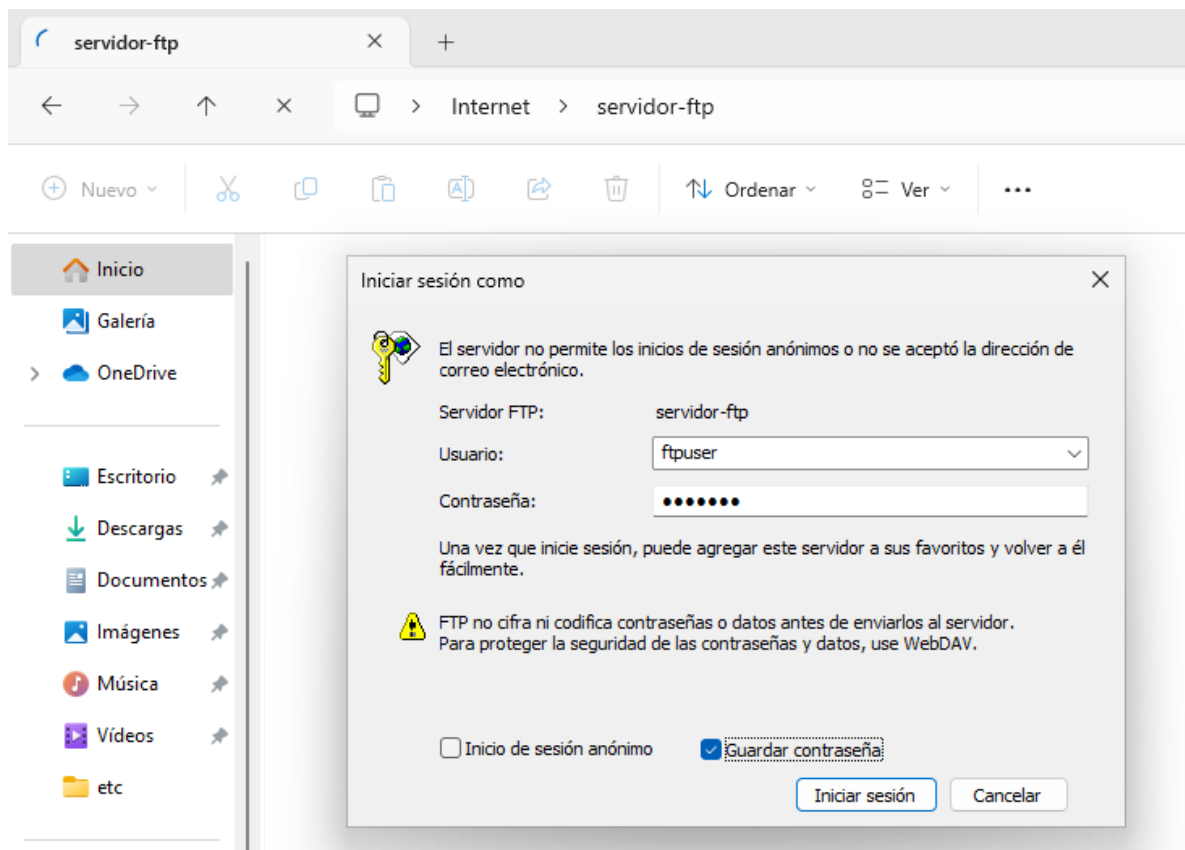 servidor-ftp
Internet > servidor-ftp
Nuevo
Ordenar
Ver
Inicio
Galería
OneDrive
Escritorio
Descargas
Documentos
Imágenes
Música
Vídeos
etc
Iniciar sesión como
El servidor no permite los inicios de sesión anónimos o no se aceptó la dirección de
correo electrónico.
Servidor FTP: servidor-ftp
Usuario: ftpuser
Contraseña: •••••••
Una vez que inicie sesión, puede agregar este servidor a sus favoritos y volver a él
fácilmente.
FTP no cifra ni codifica contraseñas o datos antes de enviarlos al servidor.
Para proteger la seguridad de las contraseñas y datos, use WebDAV.
Inicio de sesión anónimo Guardar contraseña
Iniciar sesión Cancelar